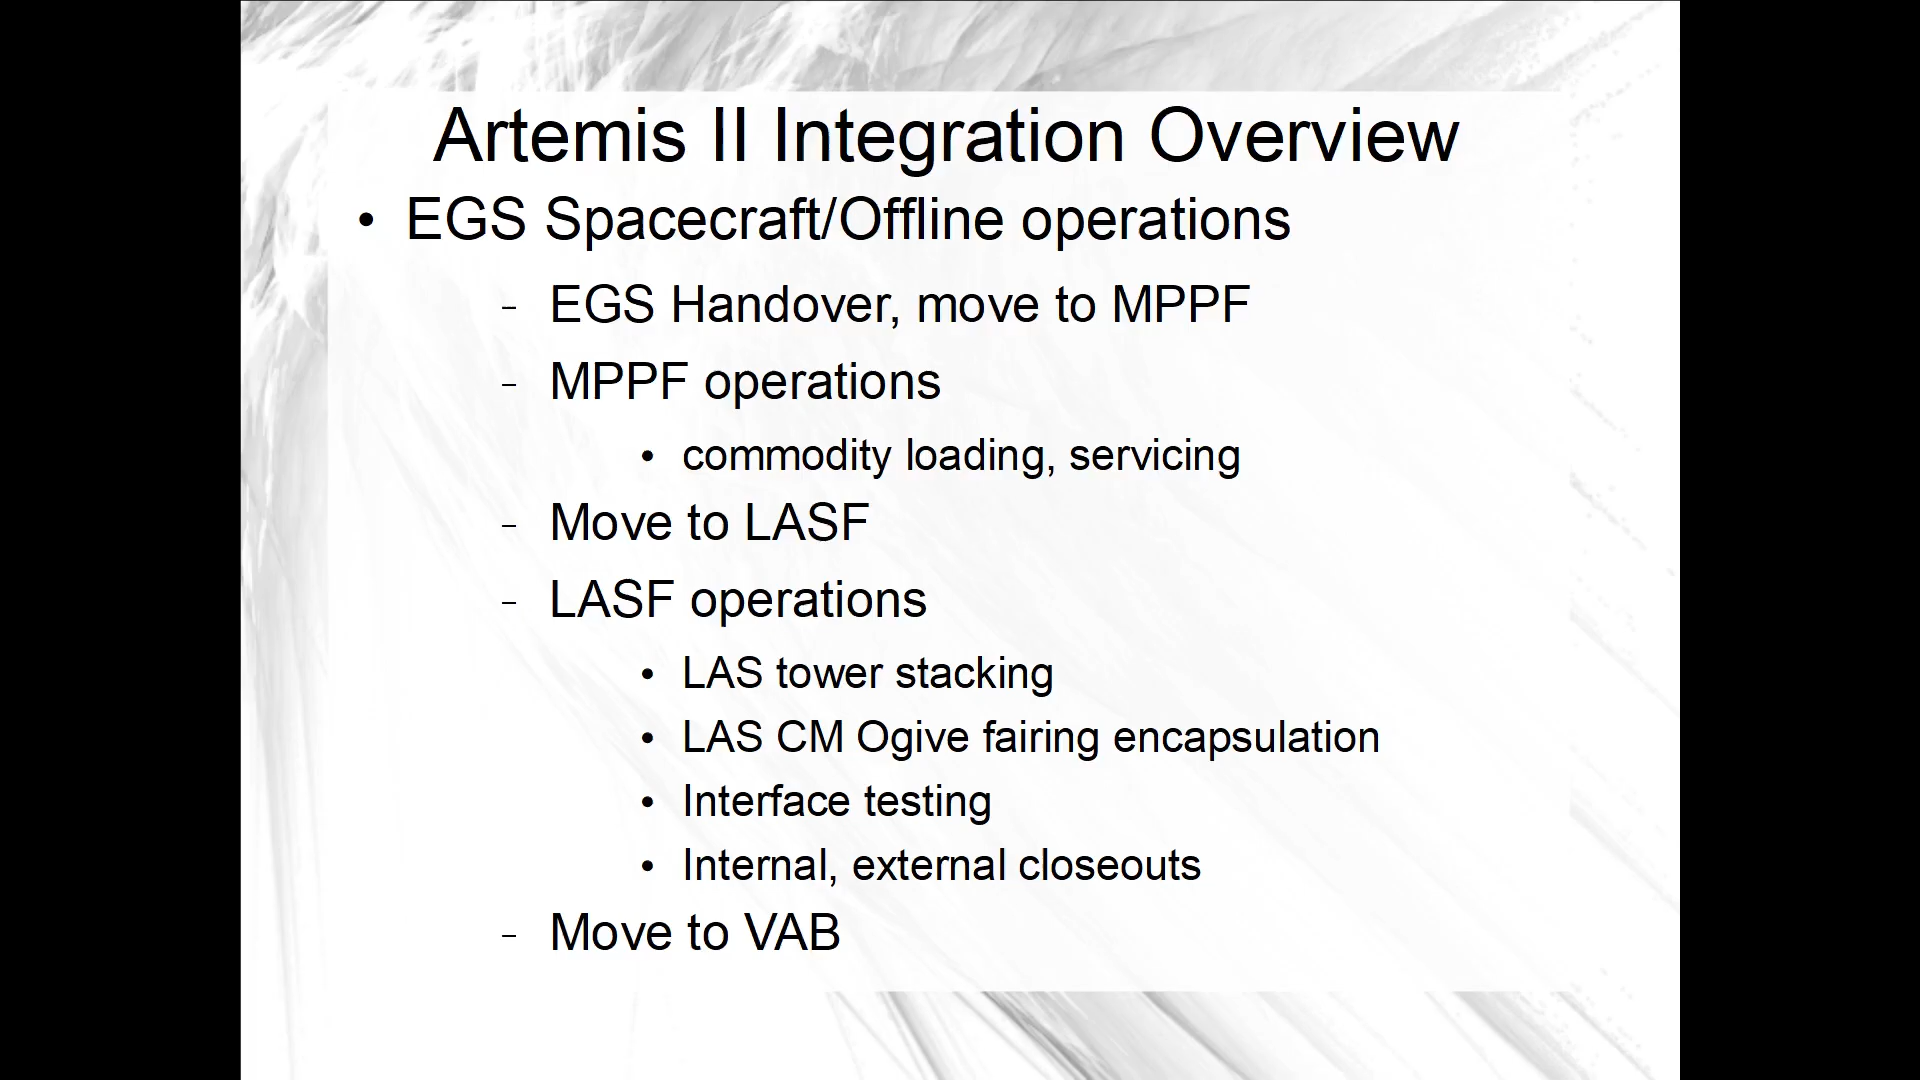 Artemis II Integration Overview
• EGS Spacecraft/Offline operations
– EGS Handover, move to MPPF
– MPPF operations
• commodity loading, servicing
– Move to LASF
– LASF operations
• LAS tower stacking
• LAS CM Ogive fairing encapsulation
• Interface testing
• Internal, external closeouts
– Move to VAB